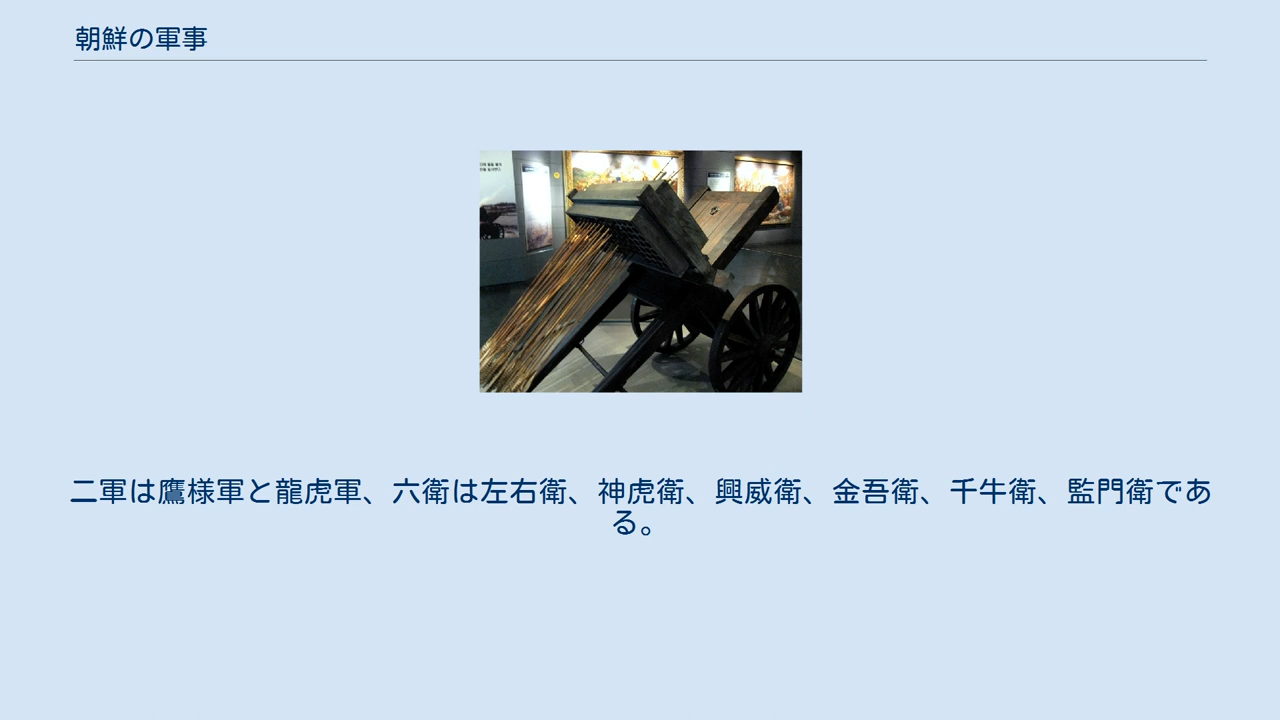 朝鮮の軍事
二軍は鷹様軍と龍虎軍、六衛は左右衛、神虎衛、興威衛、金吾衛、千牛衛、監門衛であ
る。